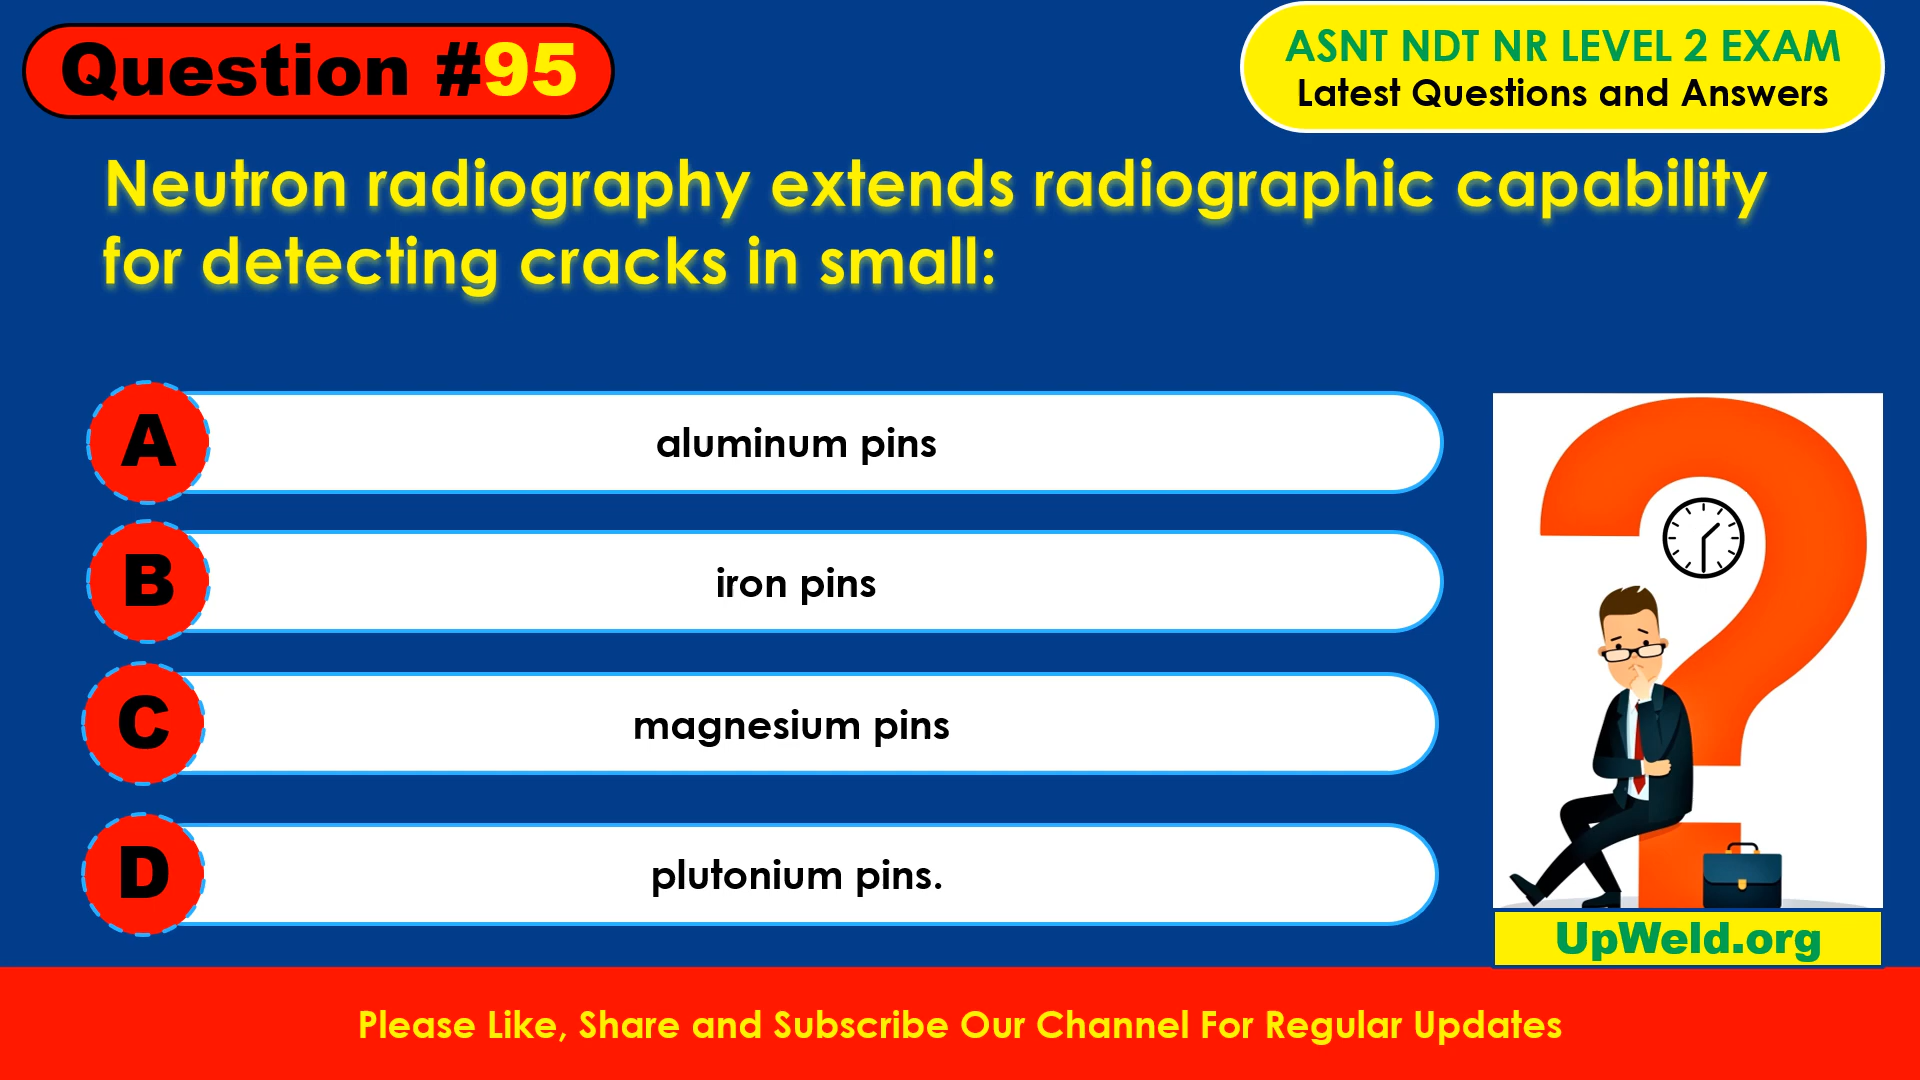 Question #95
ASNT NDT NR LEVEL 2 EXAM
Latest Questions and Answers
Neutron radiography extends radiographic capability
for detecting cracks in small:
A
aluminum pins
B
iron pins
C
magnesium pins
D
plutonium pins.
UpWeld.org
Please Like, Share and Subscribe Our Channel For Regular Updates